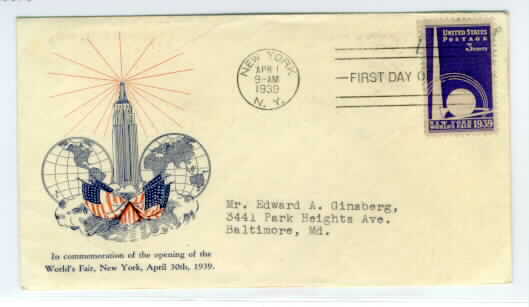 NEW YORK
APR 1
9-AM
1939
N. Y.
FIRST DAY O
UNITED STATES
POSTAGE
3 CENTS
NEW YORK
WORLD'S FAIR 1939
Mr. Edward A. Ginsberg,
3441 Park Heights Ave.
Baltimore, Md.
In commemoration of the opening of the
World's Fair, New York, April 30th, 1939.